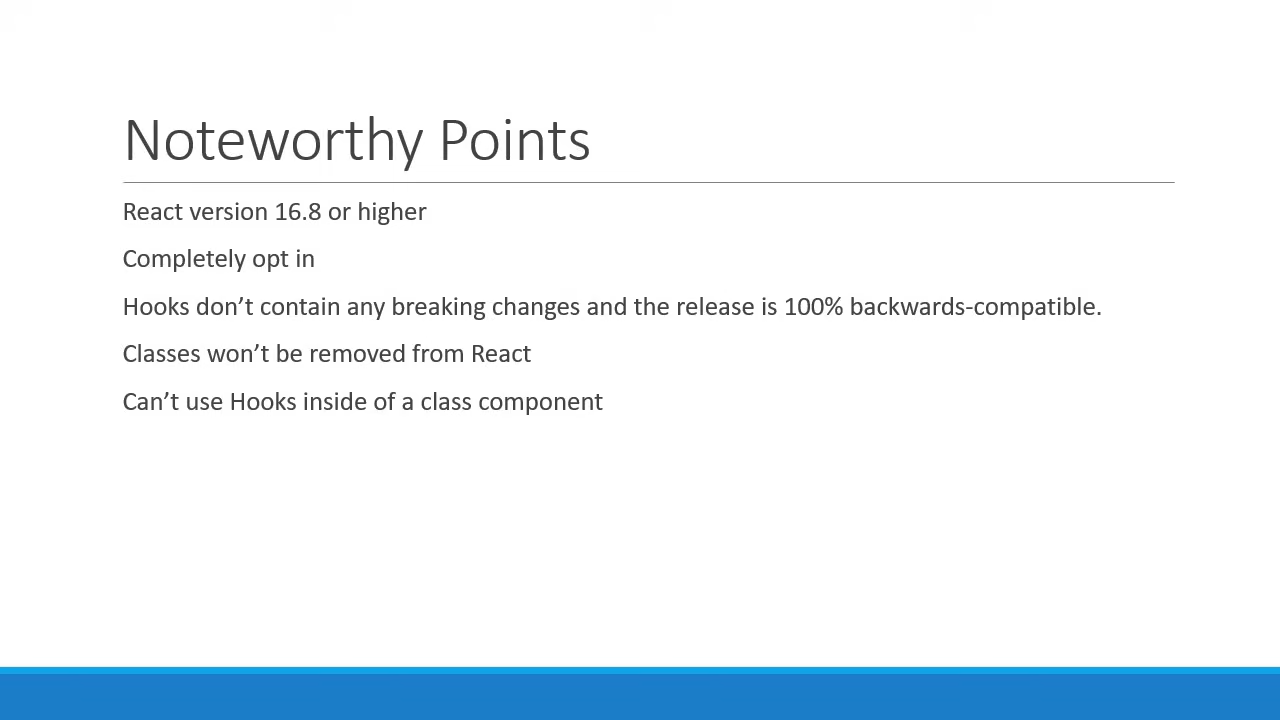 Noteworthy Points
React version 16.8 or higher
Completely opt in
Hooks don’t contain any breaking changes and the release is 100% backwards-compatible.
Classes won’t be removed from React
Can’t use Hooks inside of a class component